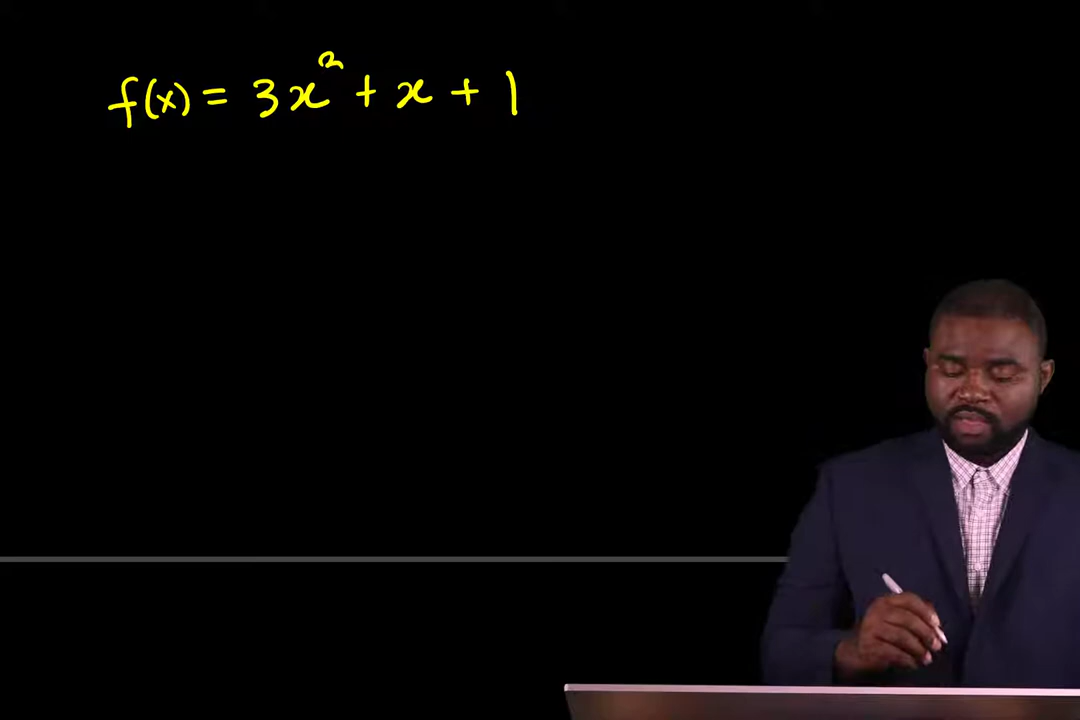 f(x) = 3x² + x + 1